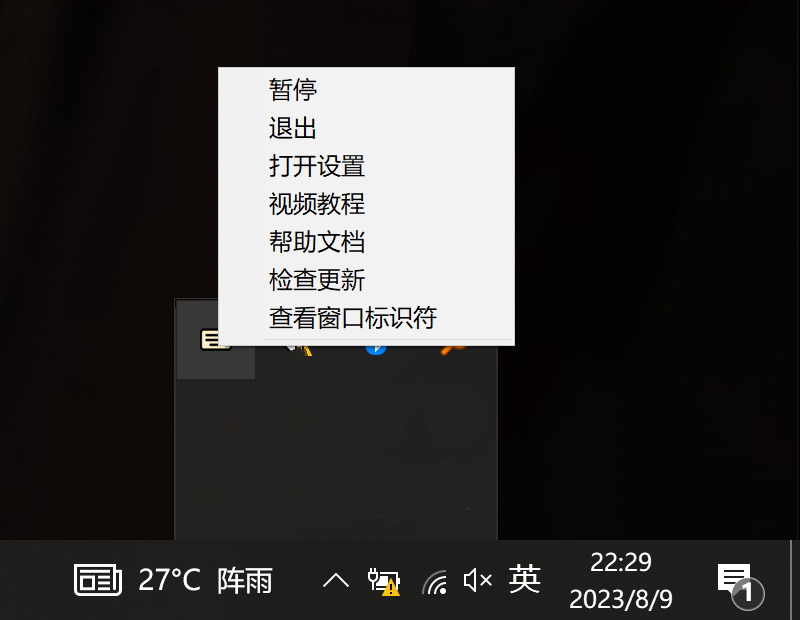 暂停
退出
打开设置
视频教程
帮助文档
检查更新
查看窗口标识符
27°C 阵雨
英
22:29
2023/8/9
1